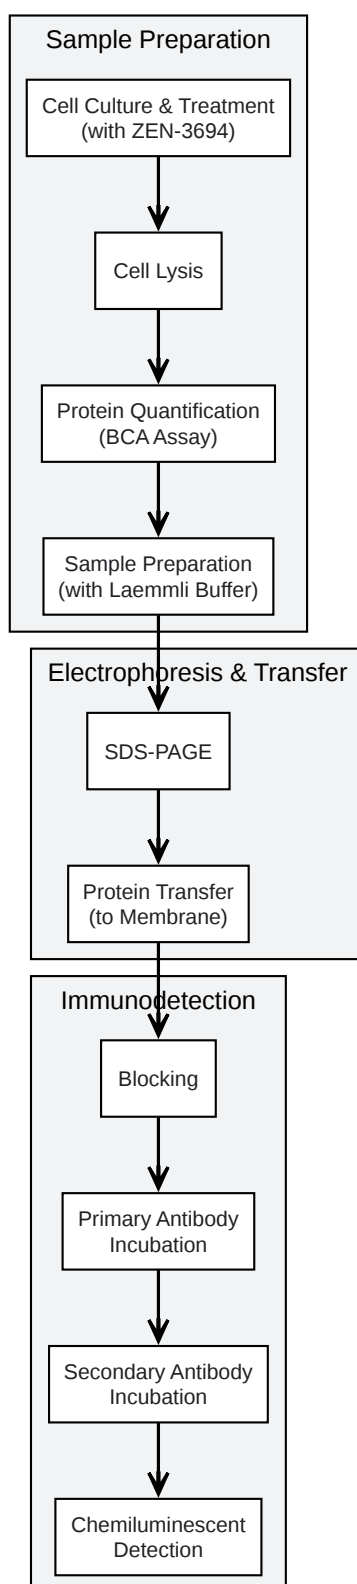 Sample Preparation
Cell Culture & Treatment
(with ZEN-3694)
Cell Lysis
Protein Quantification
(BCA Assay)
Sample Preparation
(with Laemmli Buffer)
Electrophoresis & Transfer
SDS-PAGE
Protein Transfer
(to Membrane)
Immunodetection
Blocking
Primary Antibody
Incubation
Secondary Antibody
Incubation
Chemiluminescent
Detection